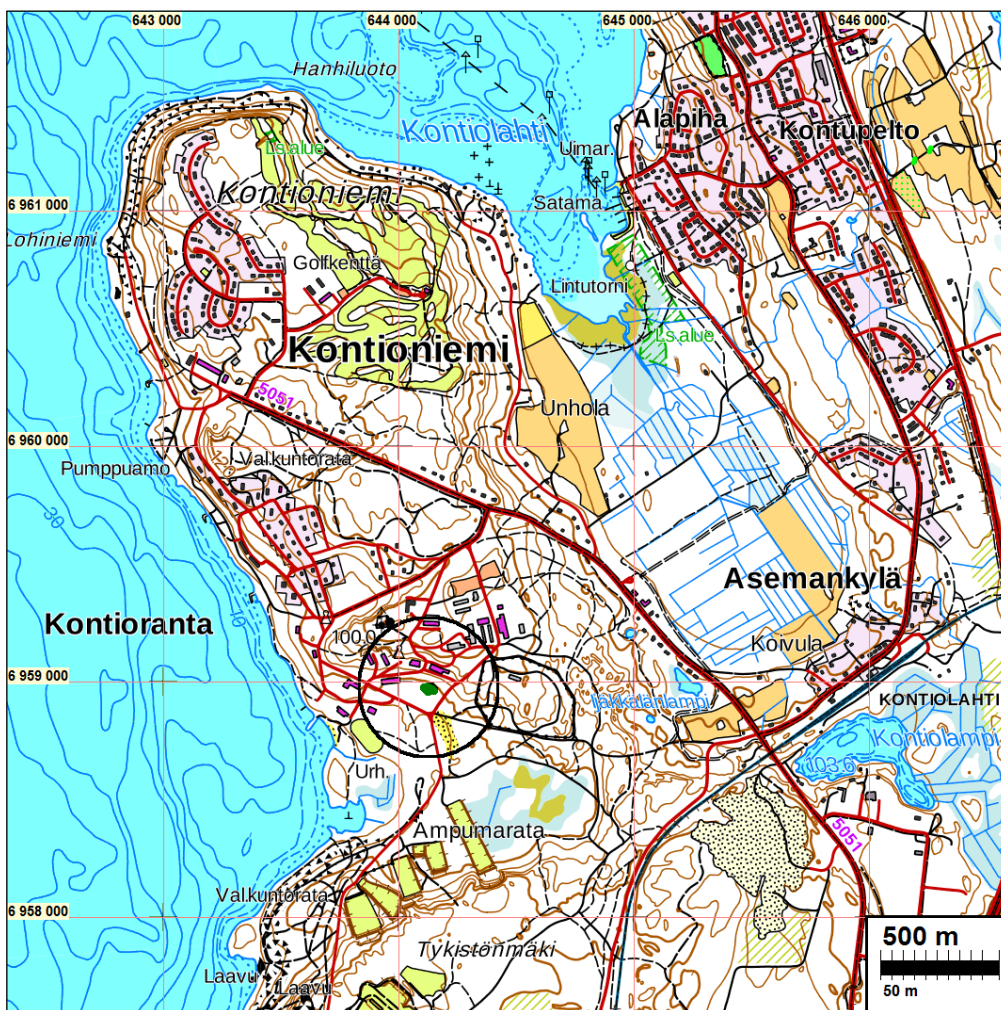 643 000
644 000
645 000
646 000
Hanhiluoto
Kontiolahti
Alapiha
Kontupelto
Ls.alue
Uimar.
Kontioniemi
Satama
6 961 000
Lohiniemi
Golfkenttä
Lintutorni
Ls.alue
Kontioniemi
5051
Unhola
6 960 000
Pumppuamo
Val.kuntorata
Asemankylä
Kontioranta
100.0
Koivula
6 959 000
Ijäkkälänlampi
KONTIOLAHTI
Kontiolampi
103.6
30
10
Urh.
Ampumarata
5051
Val.kuntorata
6 958 000
Tykistönmäki
500 m
50 m
Laavu
Laavu